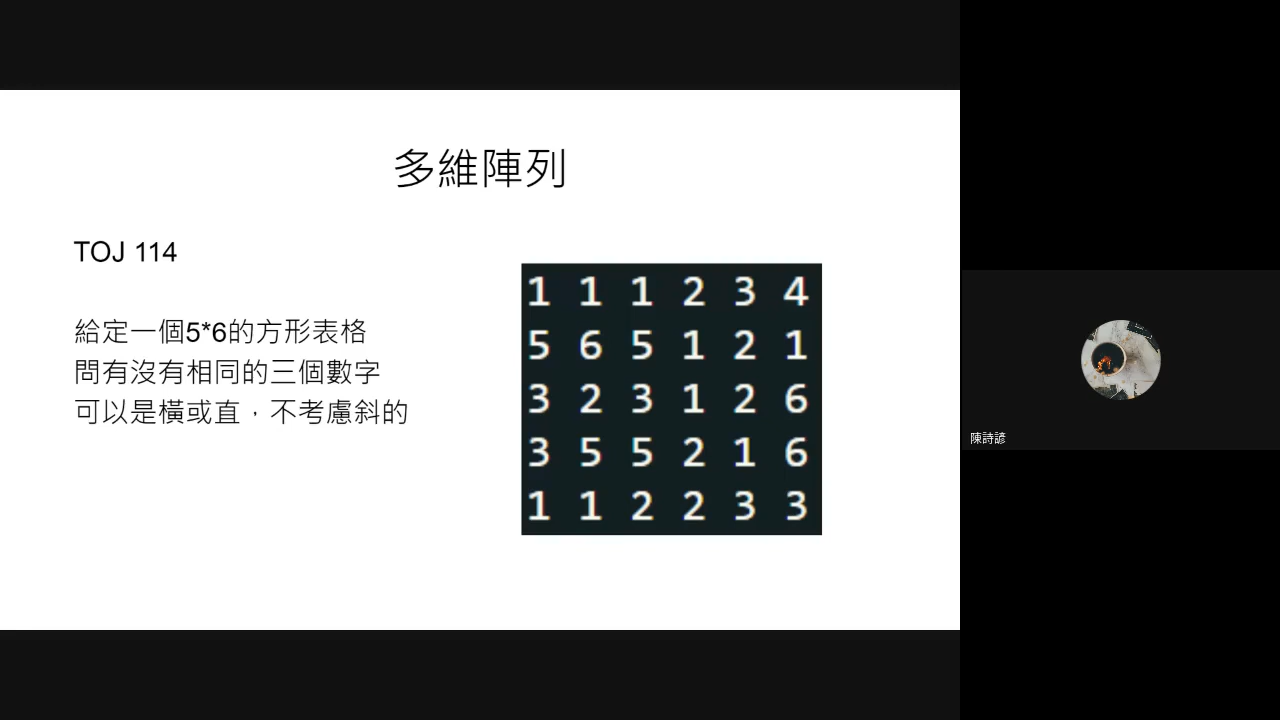 多維陣列
TOJ 114
給定一個5*6的方形表格
問有沒有相同的三個數字
可以是橫或直，不考慮斜的
1 1 1 2 3 4
5 6 5 1 2 1
3 2 3 1 2 6
3 5 5 2 1 6
1 1 2 2 3 3
陳詩諺